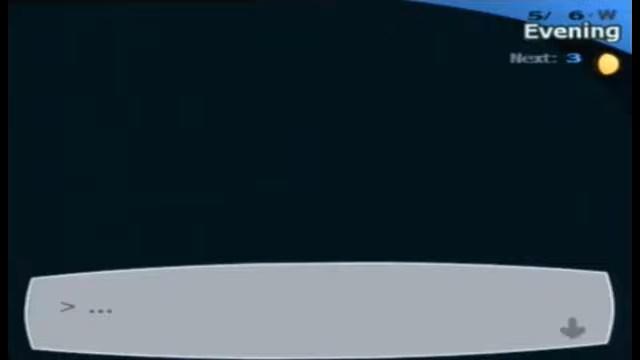 5/ 6・W
Evening
Next: 3
> ...